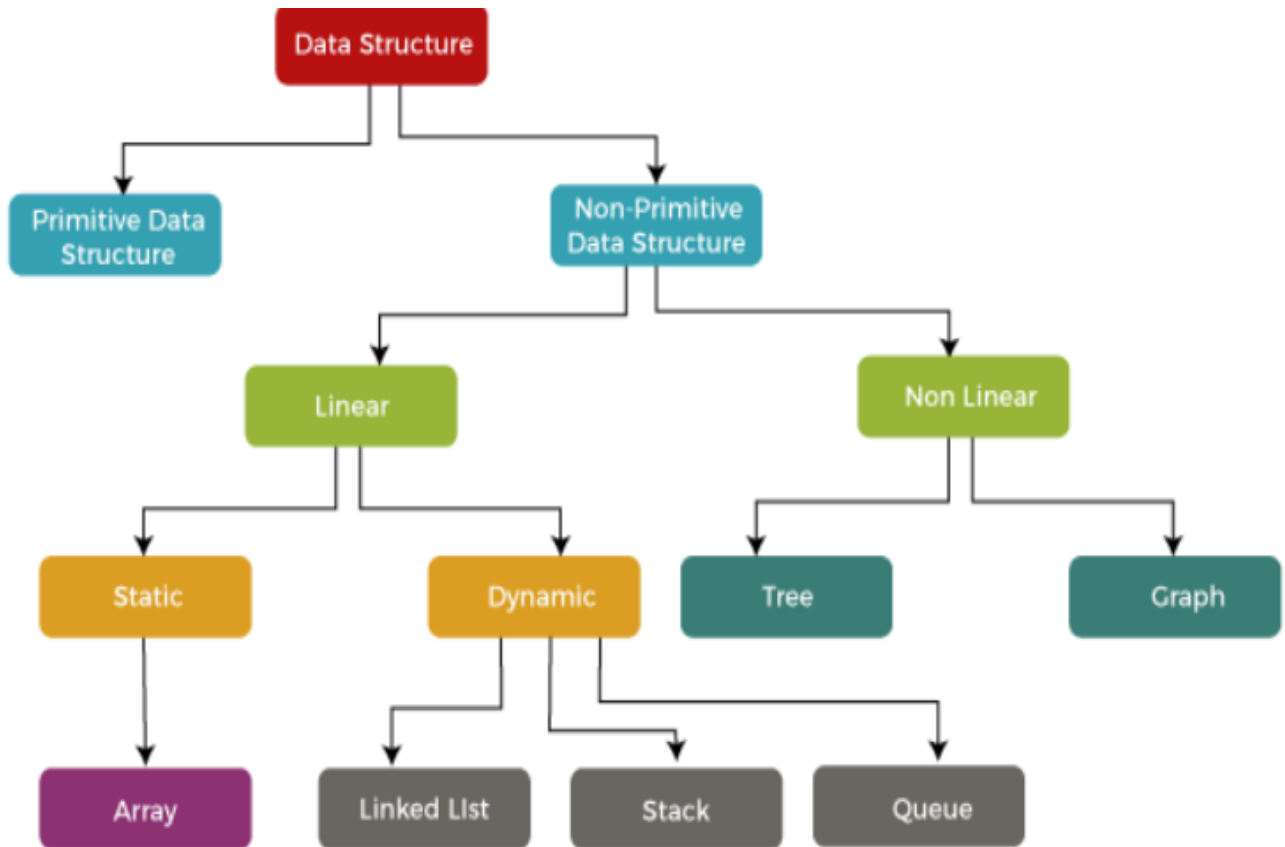 Data Structure
Primitive Data
Structure
Non-Primitive
Data Structure
Linear
Non Linear
Static
Dynamic
Tree
Graph
Array
Linked LIst
Stack
Queue